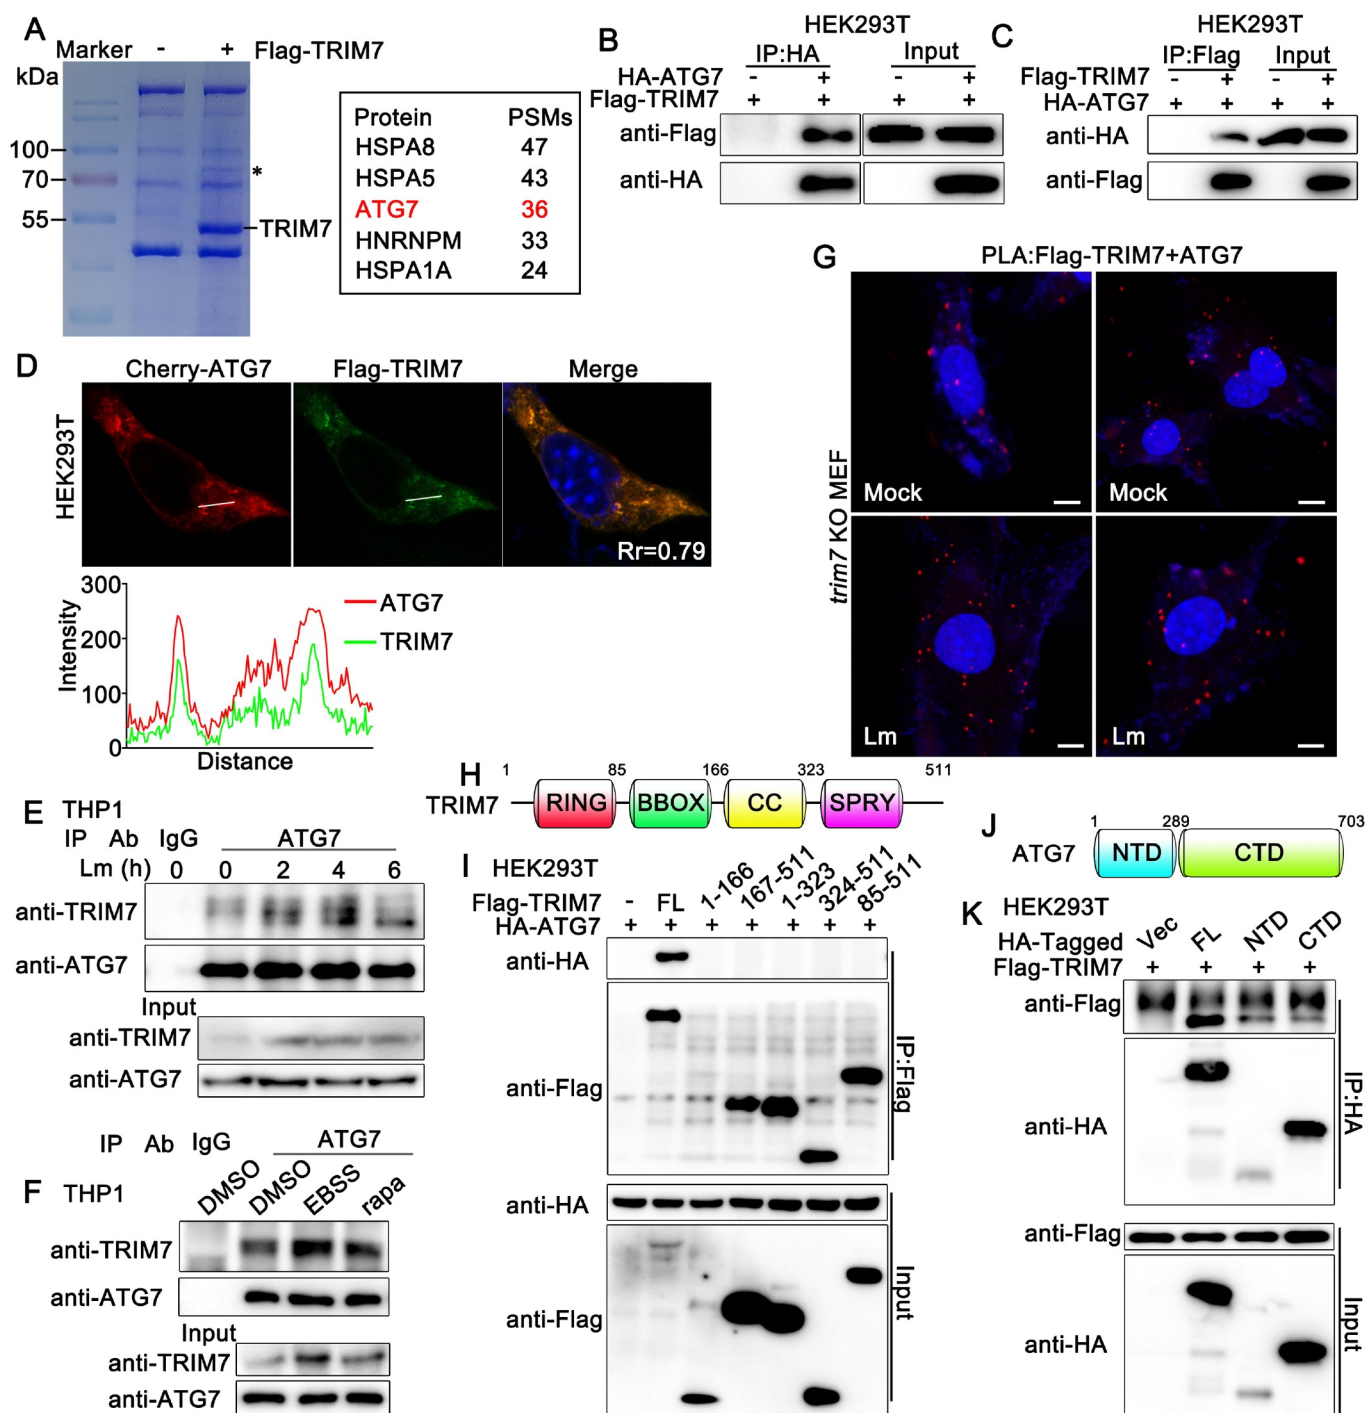 A
Marker - + Flag-TRIM7
kDa
100
70
55
*
TRIM7
Protein PSMs
HSPA8 47
HSPA5 43
ATG7 36
HNRNPM 33
HSPA1A 24
B
HEK293T
IP:HA Input
HA-ATG7 - + - +
Flag-TRIM7 + + + +
anti-Flag
anti-HA
C
HEK293T
IP:Flag Input
Flag-TRIM7 - + - +
HA-ATG7 + + + +
anti-HA
anti-Flag
D
Cherry-ATG7 Flag-TRIM7 Merge
HEK293T
Rr=0.79
300
200
100
0
Intensity
Distance
ATG7
TRIM7
G
PLA:Flag-TRIM7+ATG7
trim7 KO MEF
Mock Mock
Lm Lm
E
THP1
IP Ab IgG ATG7
Lm (h) 0 0 2 4 6
anti-TRIM7
anti-ATG7
Input
anti-TRIM7
anti-ATG7
F
IP Ab IgG ATG7
THP1 DMSO DMSO EBSS rapa
anti-TRIM7
anti-ATG7
Input
anti-TRIM7
anti-ATG7
H
1 85 166 323 511
TRIM7 RING BBOX CC SPRY
I
HEK293T
Flag-TRIM7 - FL 1-166 167-511 1-323 324-511 85-511
HA-ATG7 + + + + + + +
anti-HA
anti-Flag
IP:Flag
anti-HA
anti-Flag
Input
J
1 289 703
ATG7 NTD CTD
K
HEK293T
HA-Tagged Vec FL NTD CTD
Flag-TRIM7 + + + +
anti-Flag
anti-HA
IP:HA
anti-Flag
anti-HA
Input